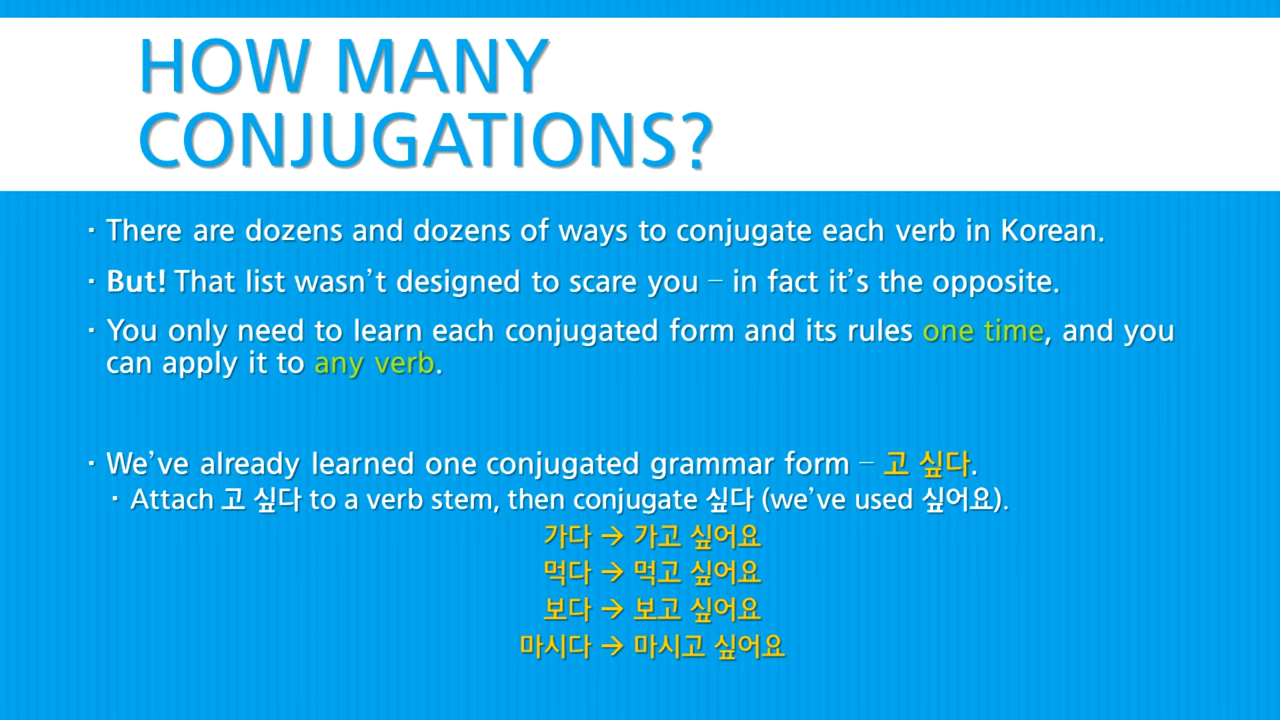 HOW MANY
CONJUGATIONS?
· There are dozens and dozens of ways to conjugate each verb in Korean.
· But! That list wasn't designed to scare you – in fact it's the opposite.
· You only need to learn each conjugated form and its rules one time, and you
can apply it to any verb.
· We've already learned one conjugated grammar form – 고 싶다.
· Attach 고 싶다 to a verb stem, then conjugate 싶다 (we've used 싶어요).
가다 → 가고 싶어요
먹다 → 먹고 싶어요
보다 → 보고 싶어요
마시다 → 마시고 싶어요